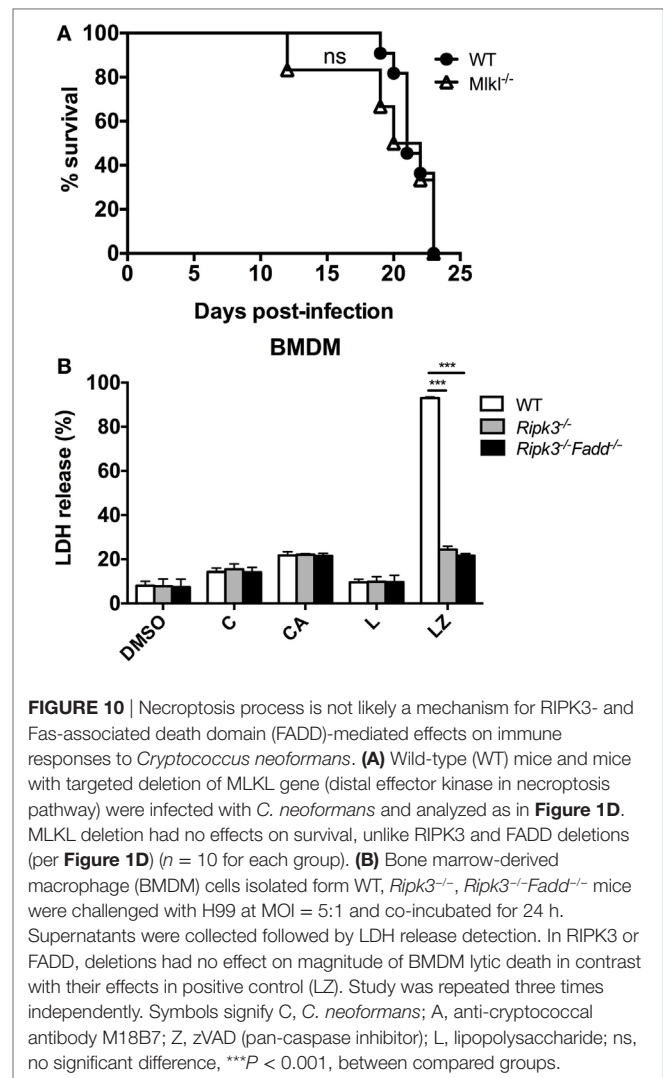 A
100
80
60
40
20
0
% survival
ns
WT
Mlkl-/-
0 5 10 15 20 25
Days post-infection
BMDM
B
100
80
60
40
20
0
LDH release (%)
***
***
WT
Ripk3-/-
Ripk3-/-Fadd-/-
DMSO C CA L LZ
FIGURE 10 | Necroptosis process is not likely a mechanism for RIPK3- and
Fas-associated death domain (FADD)-mediated effects on immune
responses to Cryptococcus neoformans. (A) Wild-type (WT) mice and mice
with targeted deletion of MLKL gene (distal effector kinase in necroptosis
pathway) were infected with C. neoformans and analyzed as in Figure 1D.
MLKL deletion had no effects on survival, unlike RIPK3 and FADD deletions
(per Figure 1D) (n = 10 for each group). (B) Bone marrow-derived
macrophage (BMDM) cells isolated form WT, Ripk3−/−, Ripk3−/−Fadd−/− mice
were challenged with H99 at MOI = 5:1 and co-incubated for 24 h.
Supernatants were collected followed by LDH release detection. In RIPK3 or
FADD, deletions had no effect on magnitude of BMDM lytic death in contrast
with their effects in positive control (LZ). Study was repeated three times
independently. Symbols signify C, C. neoformans; A, anti-cryptococcal
antibody M18B7; Z, zVAD (pan-caspase inhibitor); L, lipopolysaccharide; ns,
no significant difference, ***P < 0.001, between compared groups.